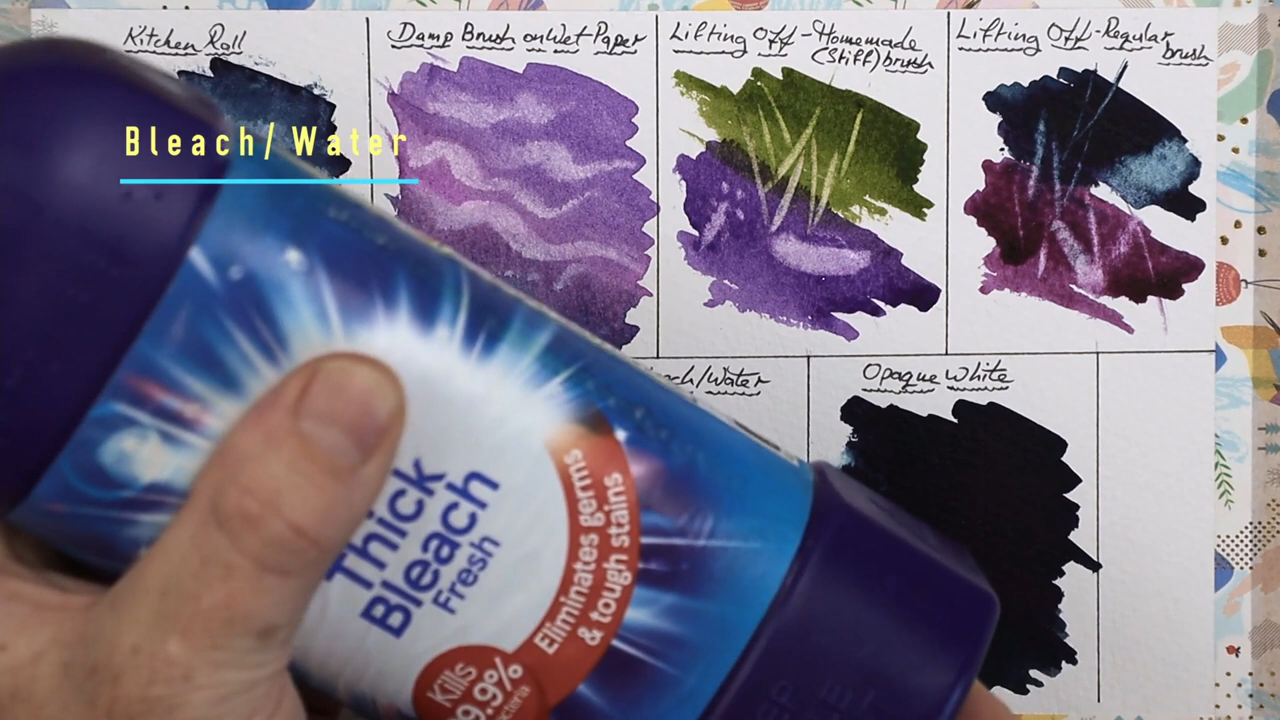 Kitchen Roll
Damp Brush on Wet Paper
Lifting Off - Homemade
(Stiff) brush
Lifting Off - Regular
brush
Bleach/Water
/Water
Opaque White
Thick
Bleach
Fresh
Eliminates germs
& tough stains
Kills